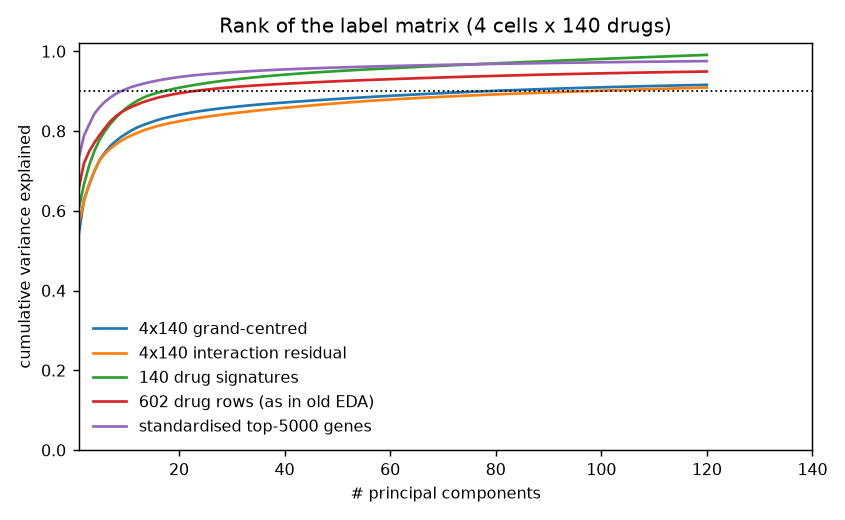 Rank of the label matrix (4 cells x 140 drugs)
1.0
0.8
0.6
0.4
0.2
0.0
cumulative variance explained
4x140 grand-centred
4x140 interaction residual
140 drug signatures
602 drug rows (as in old EDA)
standardised top-5000 genes
20 40 60 80 100 120 140
# principal components